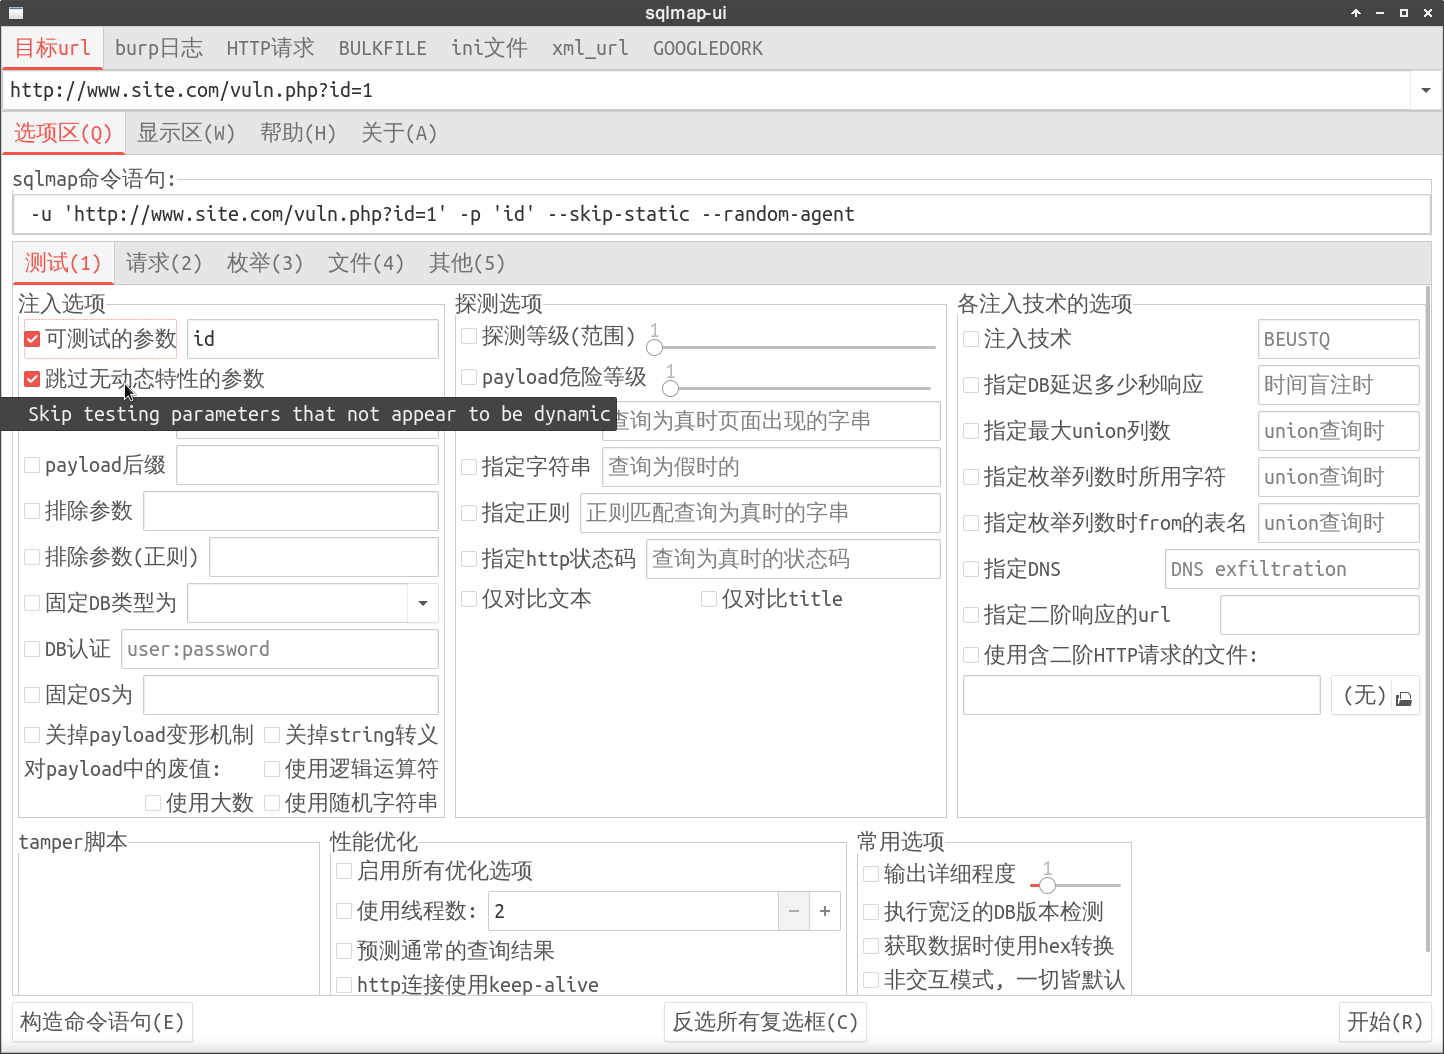 sqlmap-ui
目标url burp日志 HTTP请求 BULKFILE ini文件 xml_url GOOGLEDORK
http://www.site.com/vuln.php?id=1
选项区(Q) 显示区(W) 帮助(H) 关于(A)
sqlmap命令语句:
-u 'http://www.site.com/vuln.php?id=1' -p 'id' --skip-static --random-agent
测试(1) 请求(2) 枚举(3) 文件(4) 其他(5)
注入选项
可测试的参数 id
跳过无动态特性的参数
Skip testing parameters that not appear to be dynamic
payload后缀
排除参数
排除参数(正则)
固定DB类型为
DB认证 user:password
固定OS为
关掉payload变形机制 关掉string转义
对payload中的废值: 使用逻辑运算符
使用大数 使用随机字符串
探测选项
探测等级(范围) 1
payload危险等级 1
查询为真时页面出现的字串
指定字符串 查询为假时的
指定正则 正则匹配查询为真时的字串
指定http状态码 查询为真时的状态码
仅对比文本 仅对比title
各注入技术的选项
注入技术 BEUSTQ
指定DB延迟多少秒响应 时间盲注时
指定最大union列数 union查询时
指定枚举列数时所用字符 union查询时
指定枚举列数时from的表名 union查询时
指定DNS DNS exfiltration
指定二阶响应的url
使用含二阶HTTP请求的文件:
(无)
tamper脚本
性能优化
启用所有优化选项
使用线程数: 2 − +
预测通常的查询结果
http连接使用keep-alive
常用选项
输出详细程度 1
执行宽泛的DB版本检测
获取数据时使用hex转换
非交互模式, 一切皆默认
构造命令语句(E) 反选所有复选框(C) 开始(R)